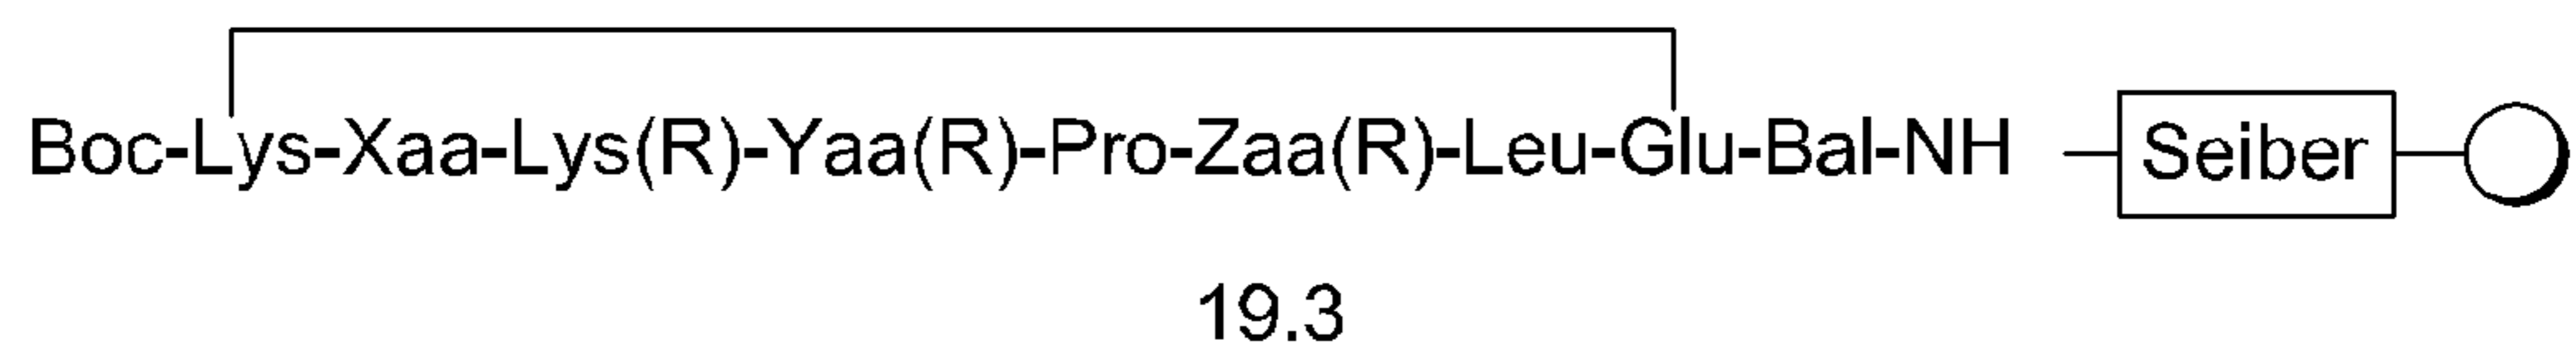 Boc-Lys-Xaa-Lys(R)-Yaa(R)-Pro-Zaa(R)-Leu-Glu-Bal-NH — Seiber
19.3